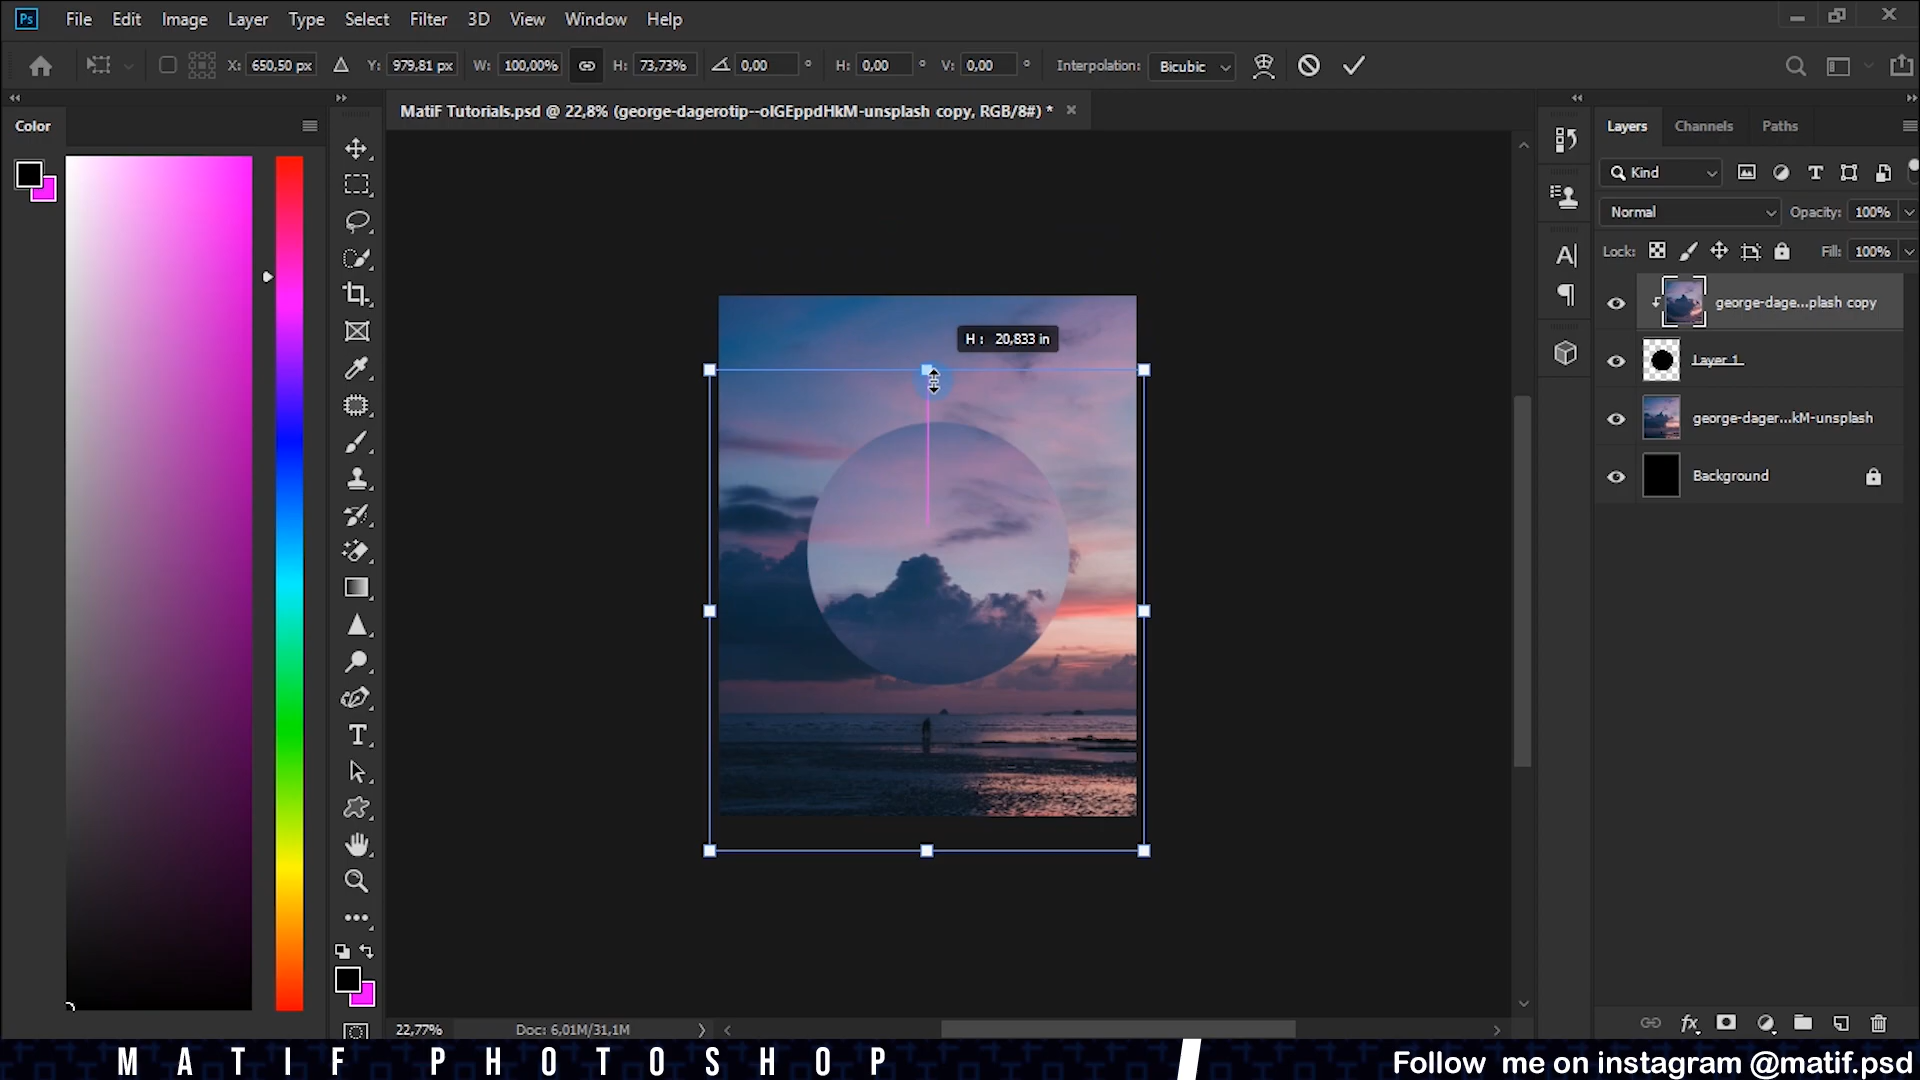 Ps File Edit Image Layer Type Select Filter 3D View Window Help
X: 650,50 px Y: 979,81 px W: 100,00% H: 73,73% 0,00 ° H: 0,00 ° V: 0,00 ° Interpolation: Bicubic
Color
MatiF Tutorials.psd @ 22,8% (george-dagerotip--olGEppdHkM-unsplash copy, RGB/8#) *
Layers Channels Paths
Kind
Normal Opacity: 100%
Lock: Fill: 100%
george-dage...plash copy
Layer 1
george-dager...kM-unsplash
Background
H : 20,833 in
22,77% Doc: 6,01M/31,1M
MATIF PHOTOSHOP
Follow me on instagram @matif.psd